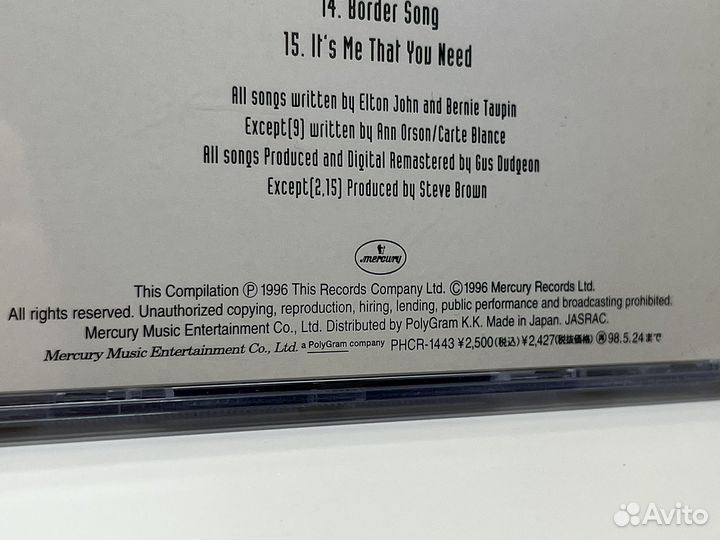 14. Border Song
15. It's Me That You Need
All songs written by Elton John and Bernie Taupin
Except(9) written by Ann Orson/Carte Blance
All songs Produced and Digital Remastered by Gus Dudgeon
Except(2,15) Produced by Steve Brown
mercury
This Compilation Ⓟ 1996 This Records Company Ltd. ©1996 Mercury Records Ltd.
All rights reserved. Unauthorized copying, reproduction, hiring, lending, public performance and broadcasting prohibited.
Mercury Music Entertainment Co., Ltd. Distributed by PolyGram K.K. Made in Japan. JASRAC.
Mercury Music Entertainment Co., Ltd. a PolyGram company PHCR-1443 ¥2,500(税込)¥2,427(税抜価格) 98.5.24まで
Avito